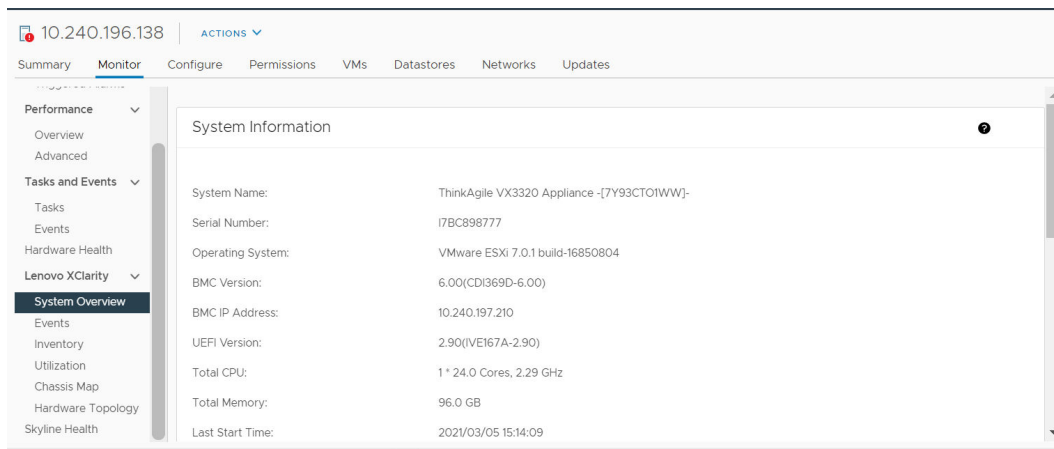 10.240.196.138 ACTIONS
Summary Monitor Configure Permissions VMs Datastores Networks Updates
Triggered Alarms
Performance
Overview
Advanced
Tasks and Events
Tasks
Events
Hardware Health
Lenovo XClarity
System Overview
Events
Inventory
Utilization
Chassis Map
Hardware Topology
Skyline Health
System Information
System Name: ThinkAgile VX3320 Appliance -[7Y93CTO1WW]-
Serial Number: I7BC898777
Operating System: VMware ESXi 7.0.1 build-16850804
BMC Version: 6.00(CDI369D-6.00)
BMC IP Address: 10.240.197.210
UEFI Version: 2.90(IVE167A-2.90)
Total CPU: 1 * 24.0 Cores, 2.29 GHz
Total Memory: 96.0 GB
Last Start Time: 2021/03/05 15:14:09